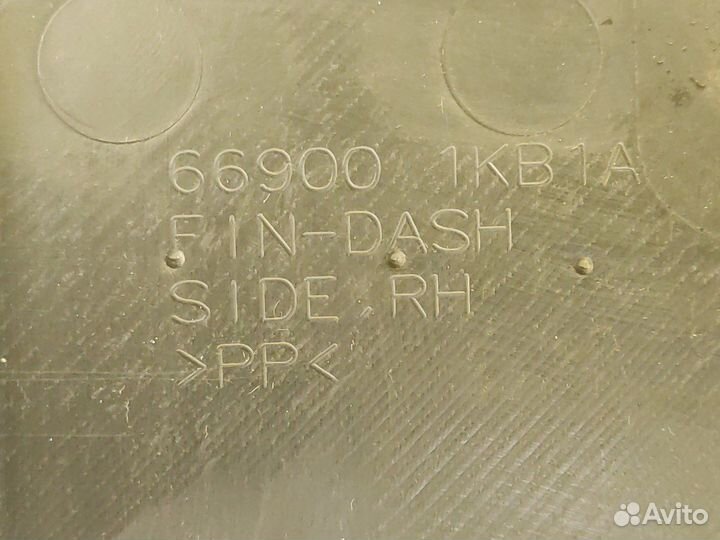 66900 1KB1A
FIN-DASH
SIDE, RH
>PP<
Avito